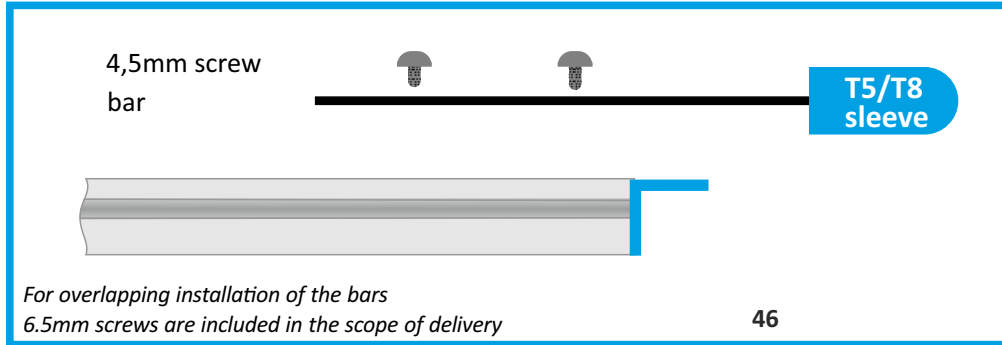 4,5mm screw
bar
T5/T8
sleeve
For overlapping installation of the bars
6.5mm screws are included in the scope of delivery
46